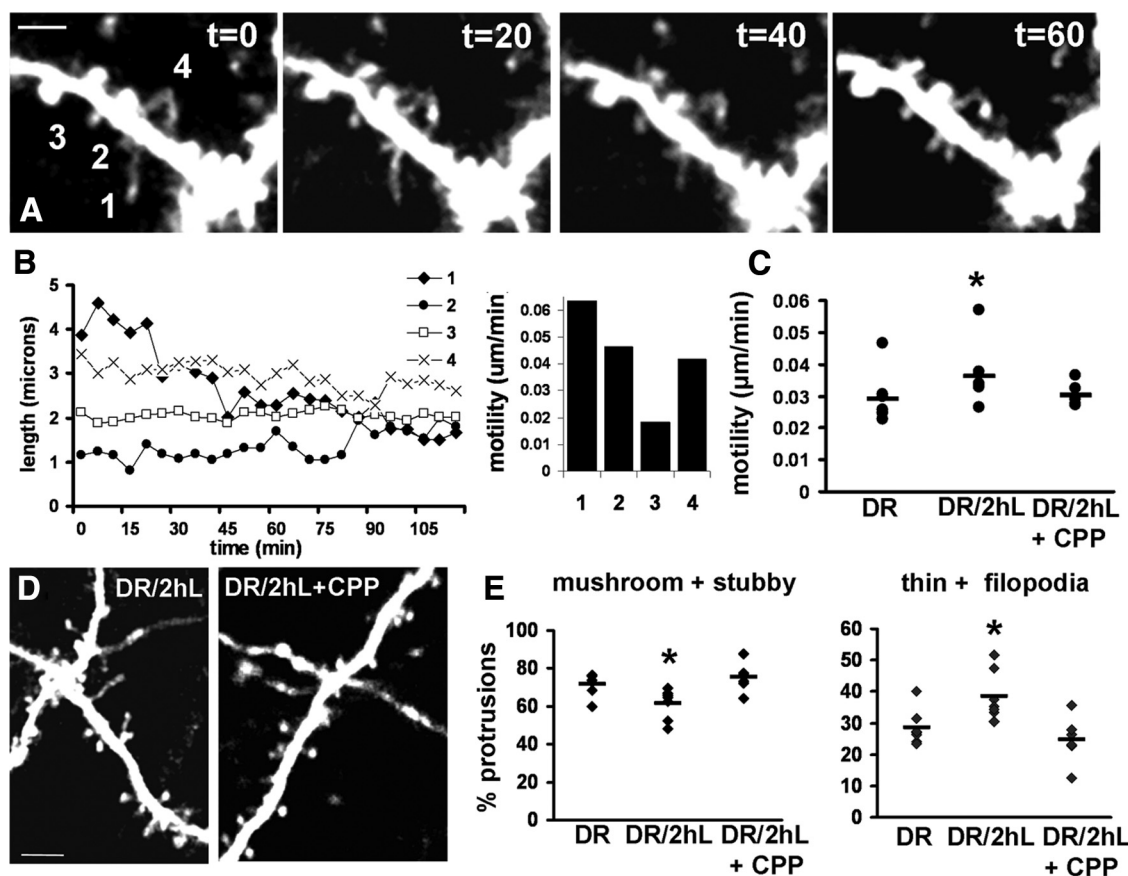 t=0
t=20
t=40
t=60
4
3
2
1
A
B
length (microns)
5
4
3
2
1
0
0 15 30 45 60 75 90 105
time (min)
1
2
3
4
motility (um/min)
0.06
0.05
0.04
0.03
0.02
0.01
0
1 2 3 4
C
*
motility (μm/min)
0.06
0.05
0.04
0.03
0.02
0.01
0
DR DR/2hL DR/2hL
+ CPP
D
DR/2hL
DR/2hL+CPP
E
mushroom + stubby
*
% protrusions
100
80
60
40
20
0
DR DR/2hL DR/2hL
+ CPP
thin + filopodia
*
60
50
40
30
20
10
0
DR DR/2hL DR/2hL
+ CPP